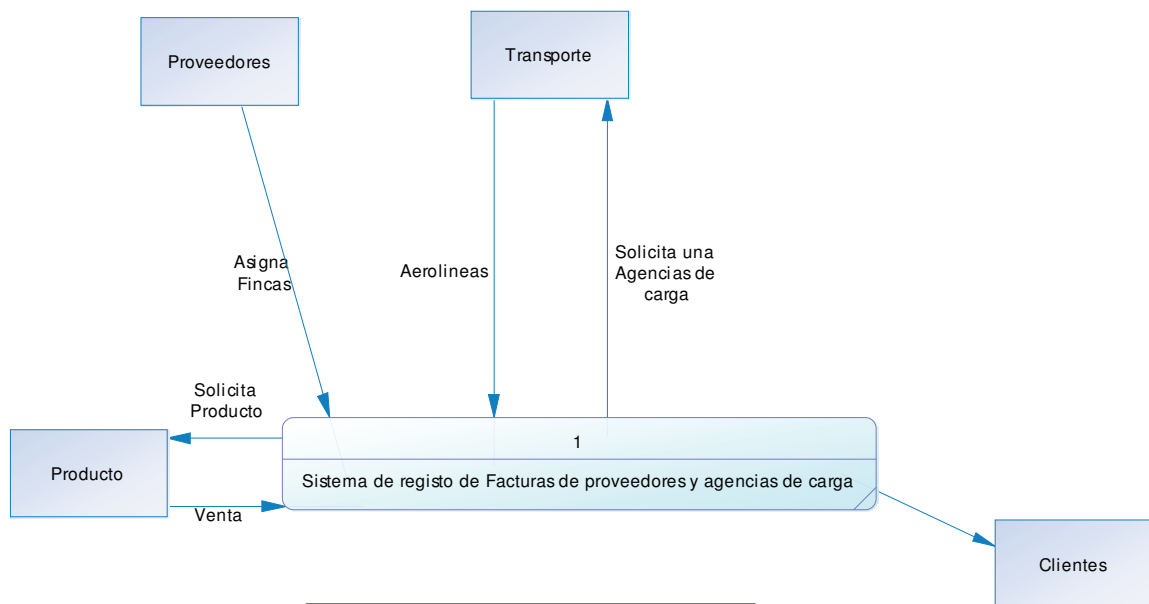 Proveedores
Transporte
Asigna
Fincas
Aerolineas
Solicita una
Agencias de
carga
Solicita
Producto
Producto
Venta
1
Sistema de registo de Facturas de proveedores y agencias de carga
Clientes